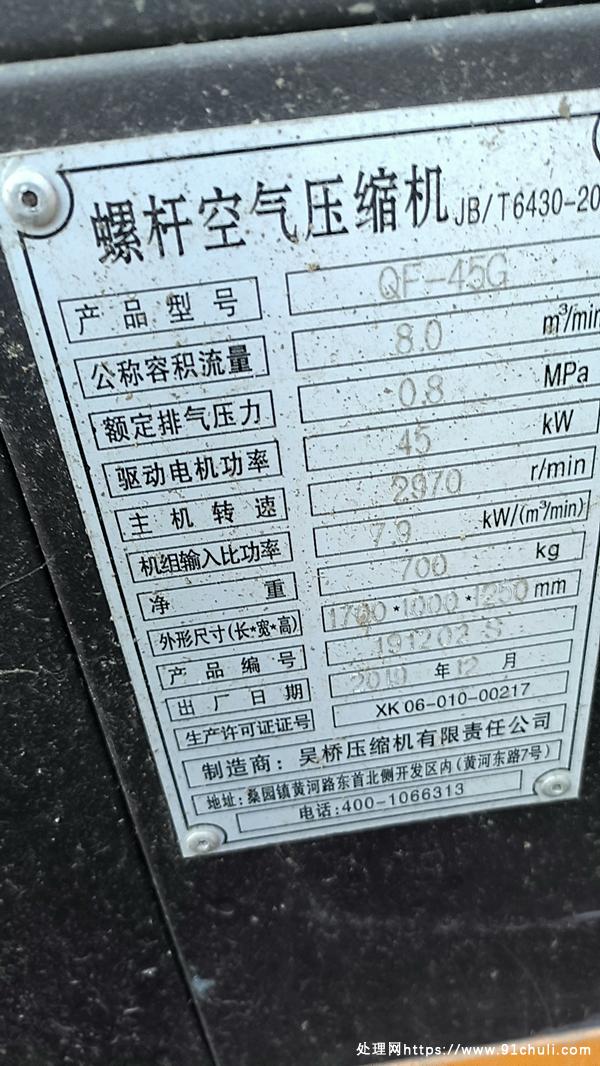 螺杆空气压缩机 JB/T6430-20
产品型号 QF-45G
公称容积流量 8.0 m³/min
额定排气压力 0.8 MPa
驱动电机功率 45 kW
主机转速 2970 r/min
机组输入比功率 7.9 kW/(m³/min)
净重 700 kg
外形尺寸(长*宽*高) 1700*1000*1250 mm
产品编号 191202 S
出厂日期 2019 年 12 月
生产许可证证号 XK 06-010-00217
制造商: 吴桥压缩机有限责任公司
地址: 桑园镇黄河路东首北侧开发区内(黄河东路7号)
电话:400-1066313
处理网https://www.91chuli.com/